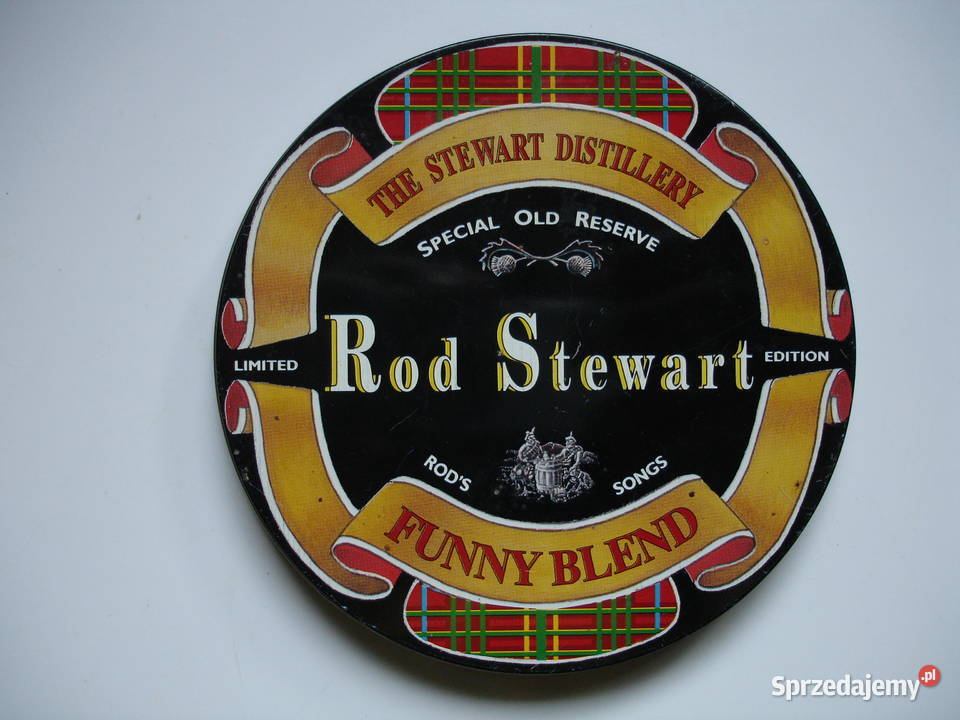 THE STEWART DISTILLERY
SPECIAL OLD RESERVE
LIMITED
Rod Stewart
EDITION
ROD'S SONGS
FUNNY BLEND
Sprzedajemy.pl